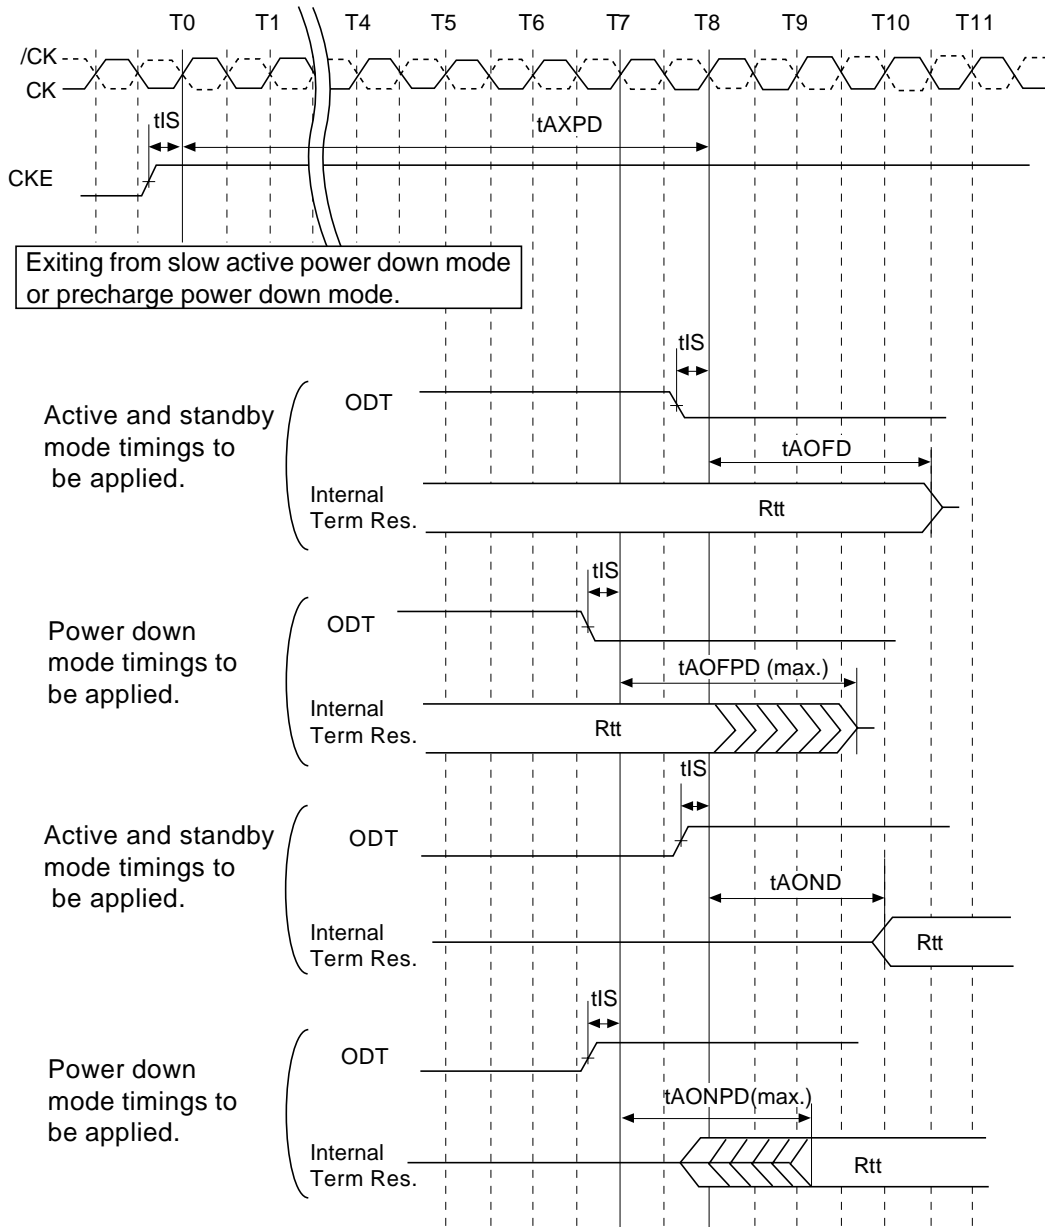 T0 T1 T4 T5 T6 T7 T8 T9 T10 T11
/CK
CK
tIS tAXPD
CKE
Exiting from slow active power down mode
or precharge power down mode.
tIS
Active and standby
mode timings to
be applied.
ODT
tAOFD
Internal
Term Res.
Rtt
tIS
Power down
mode timings to
be applied.
ODT
tAOFPD (max.)
Internal
Term Res.
Rtt
tIS
Active and standby
mode timings to
be applied.
ODT
tAOND
Internal
Term Res.
Rtt
tIS
Power down
mode timings to
be applied.
ODT
tAONPD(max.)
Internal
Term Res.
Rtt